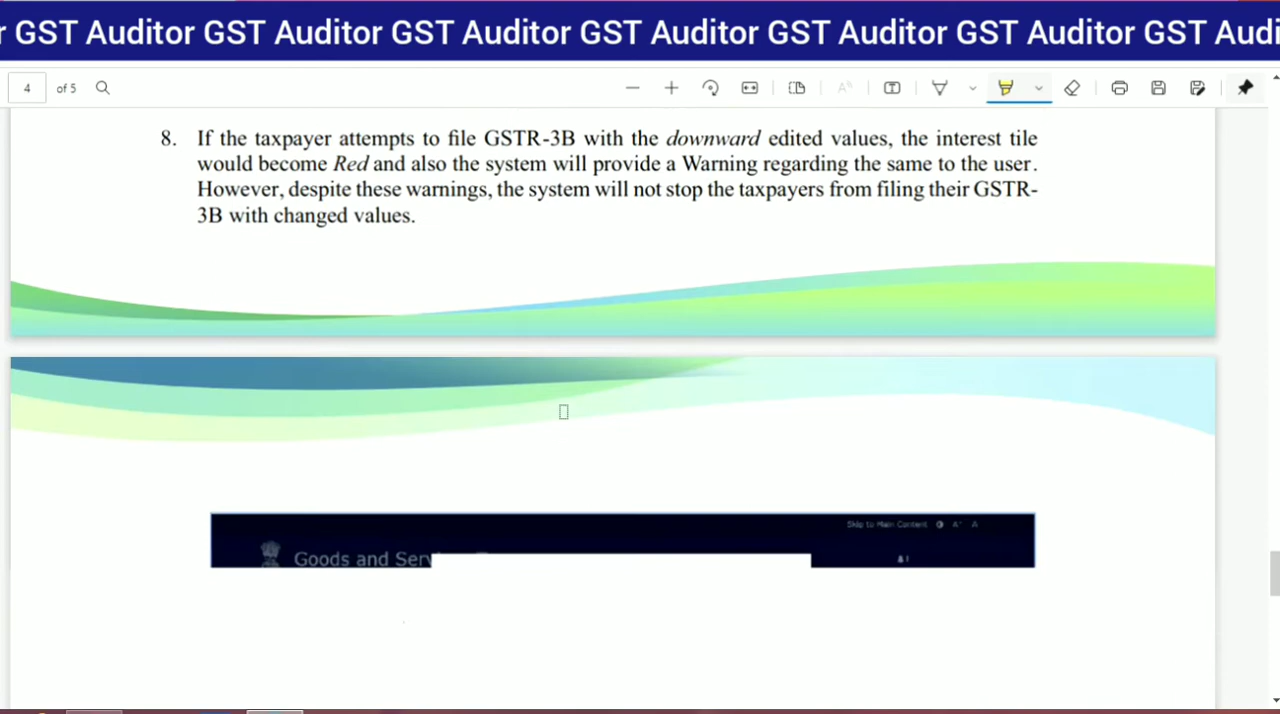 r GST Auditor GST Auditor GST Auditor GST Auditor GST Auditor GST Auditor GST Audi
4 of 5
8. If the taxpayer attempts to file GSTR-3B with the downward edited values, the interest tile
would become Red and also the system will provide a Warning regarding the same to the user.
However, despite these warnings, the system will not stop the taxpayers from filing their GSTR-
3B with changed values.
Skip to Main Content A+ A
Goods and Serv